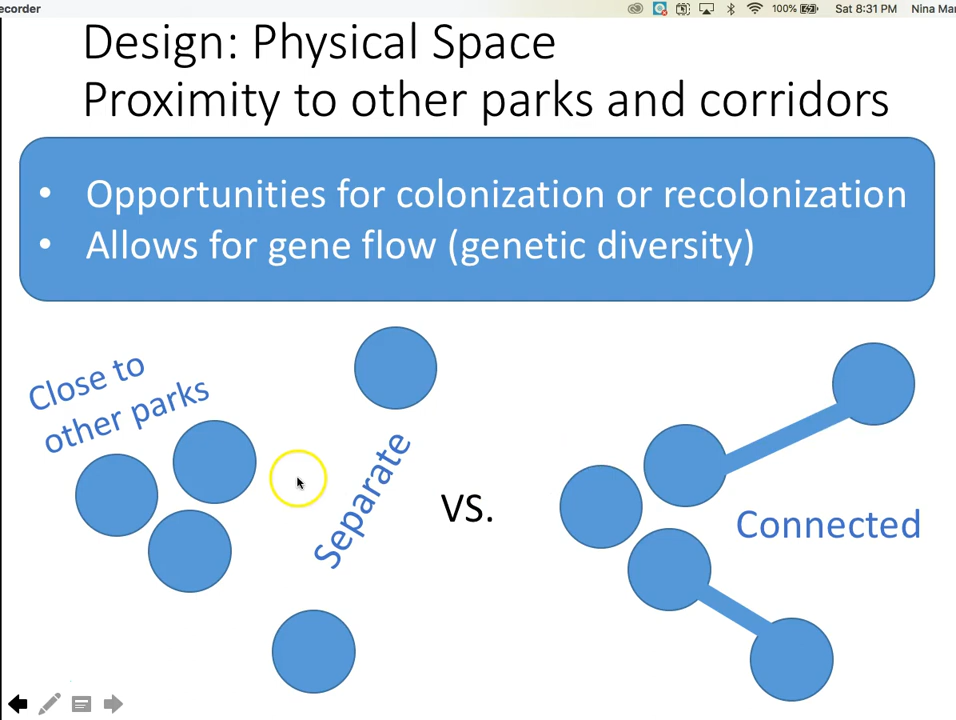 ecorder
100%
Sat 8:31 PM
Nina Mar
Design: Physical Space
Proximity to other parks and corridors
• Opportunities for colonization or recolonization
• Allows for gene flow (genetic diversity)
Close to
other parks
Separate
VS.
Connected